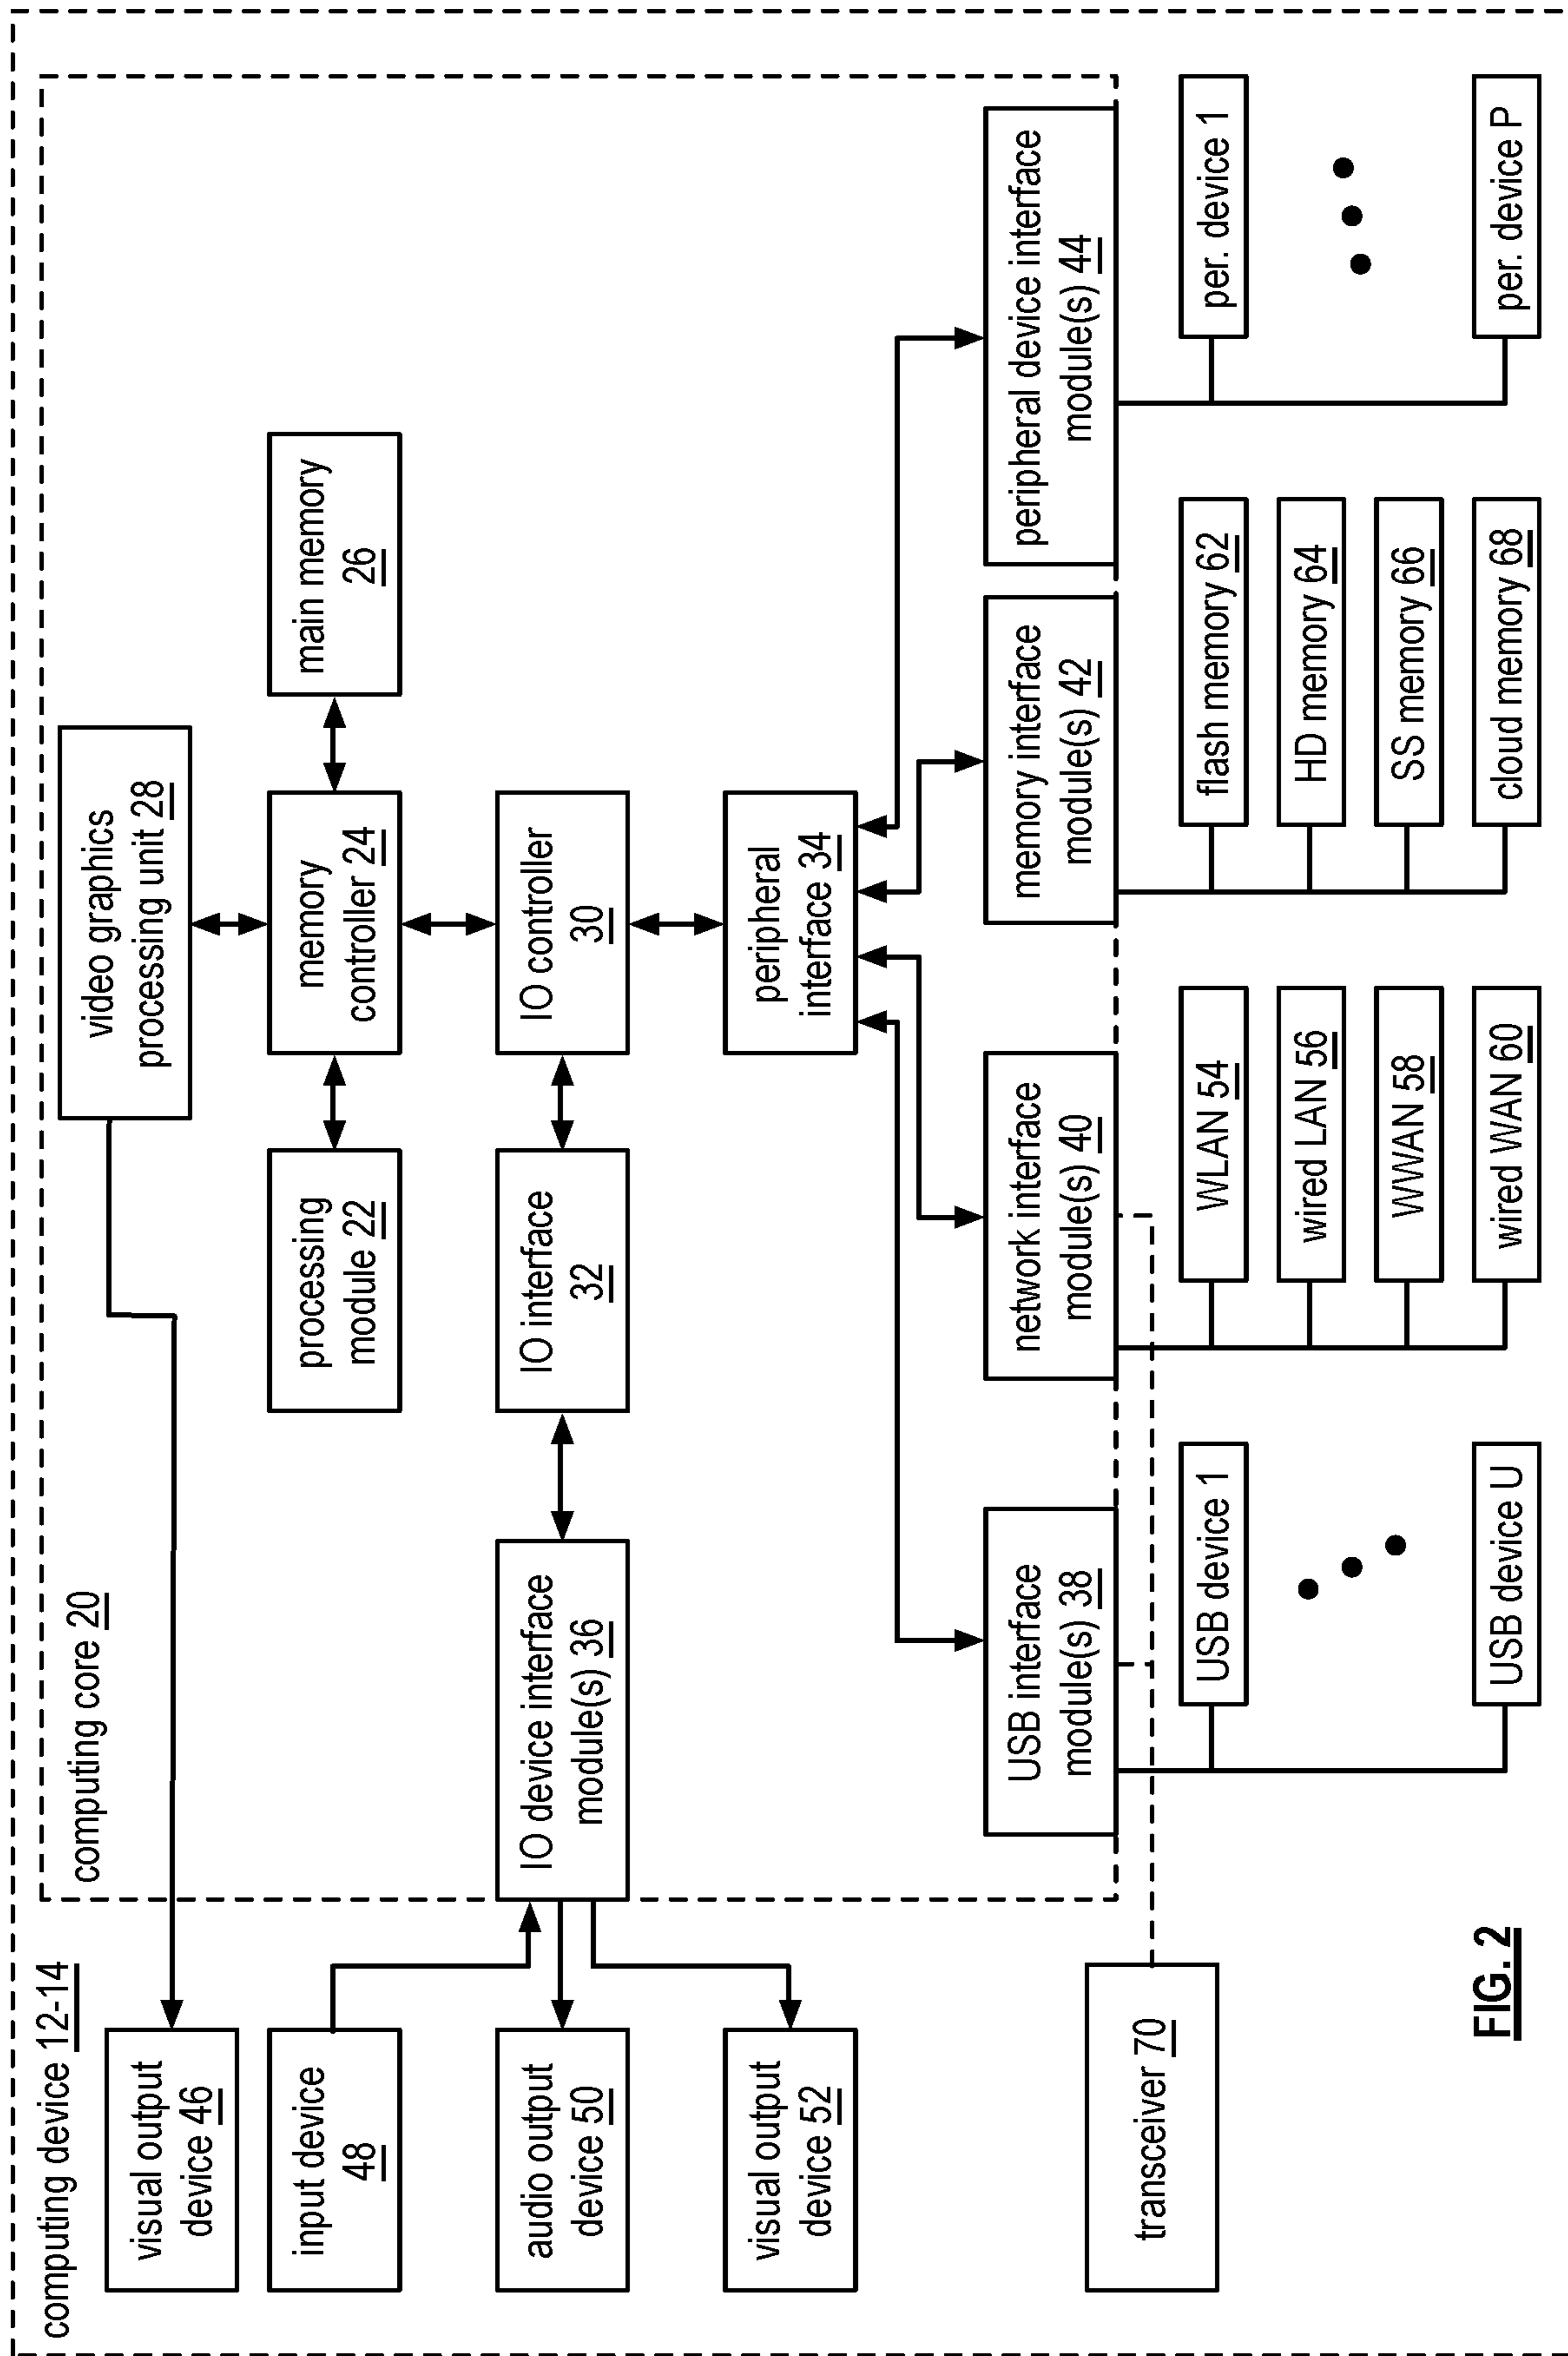 computing device 12-14
computing core 20
visual output
device 46
video graphics
processing unit 28
input device
48
processing
module 22
memory
controller 24
main memory
26
audio output
device 50
IO device interface
module(s) 36
IO interface
32
IO controller
30
visual output
device 52
peripheral
interface 34
USB interface
module(s) 38
network interface
module(s) 40
memory interface
module(s) 42
peripheral device interface
module(s) 44
transceiver 70
USB device 1
USB device U
WLAN 54
wired LAN 56
WWAN 58
wired WAN 60
flash memory 62
HD memory 64
SS memory 66
cloud memory 68
per. device 1
per. device P
FIG. 2